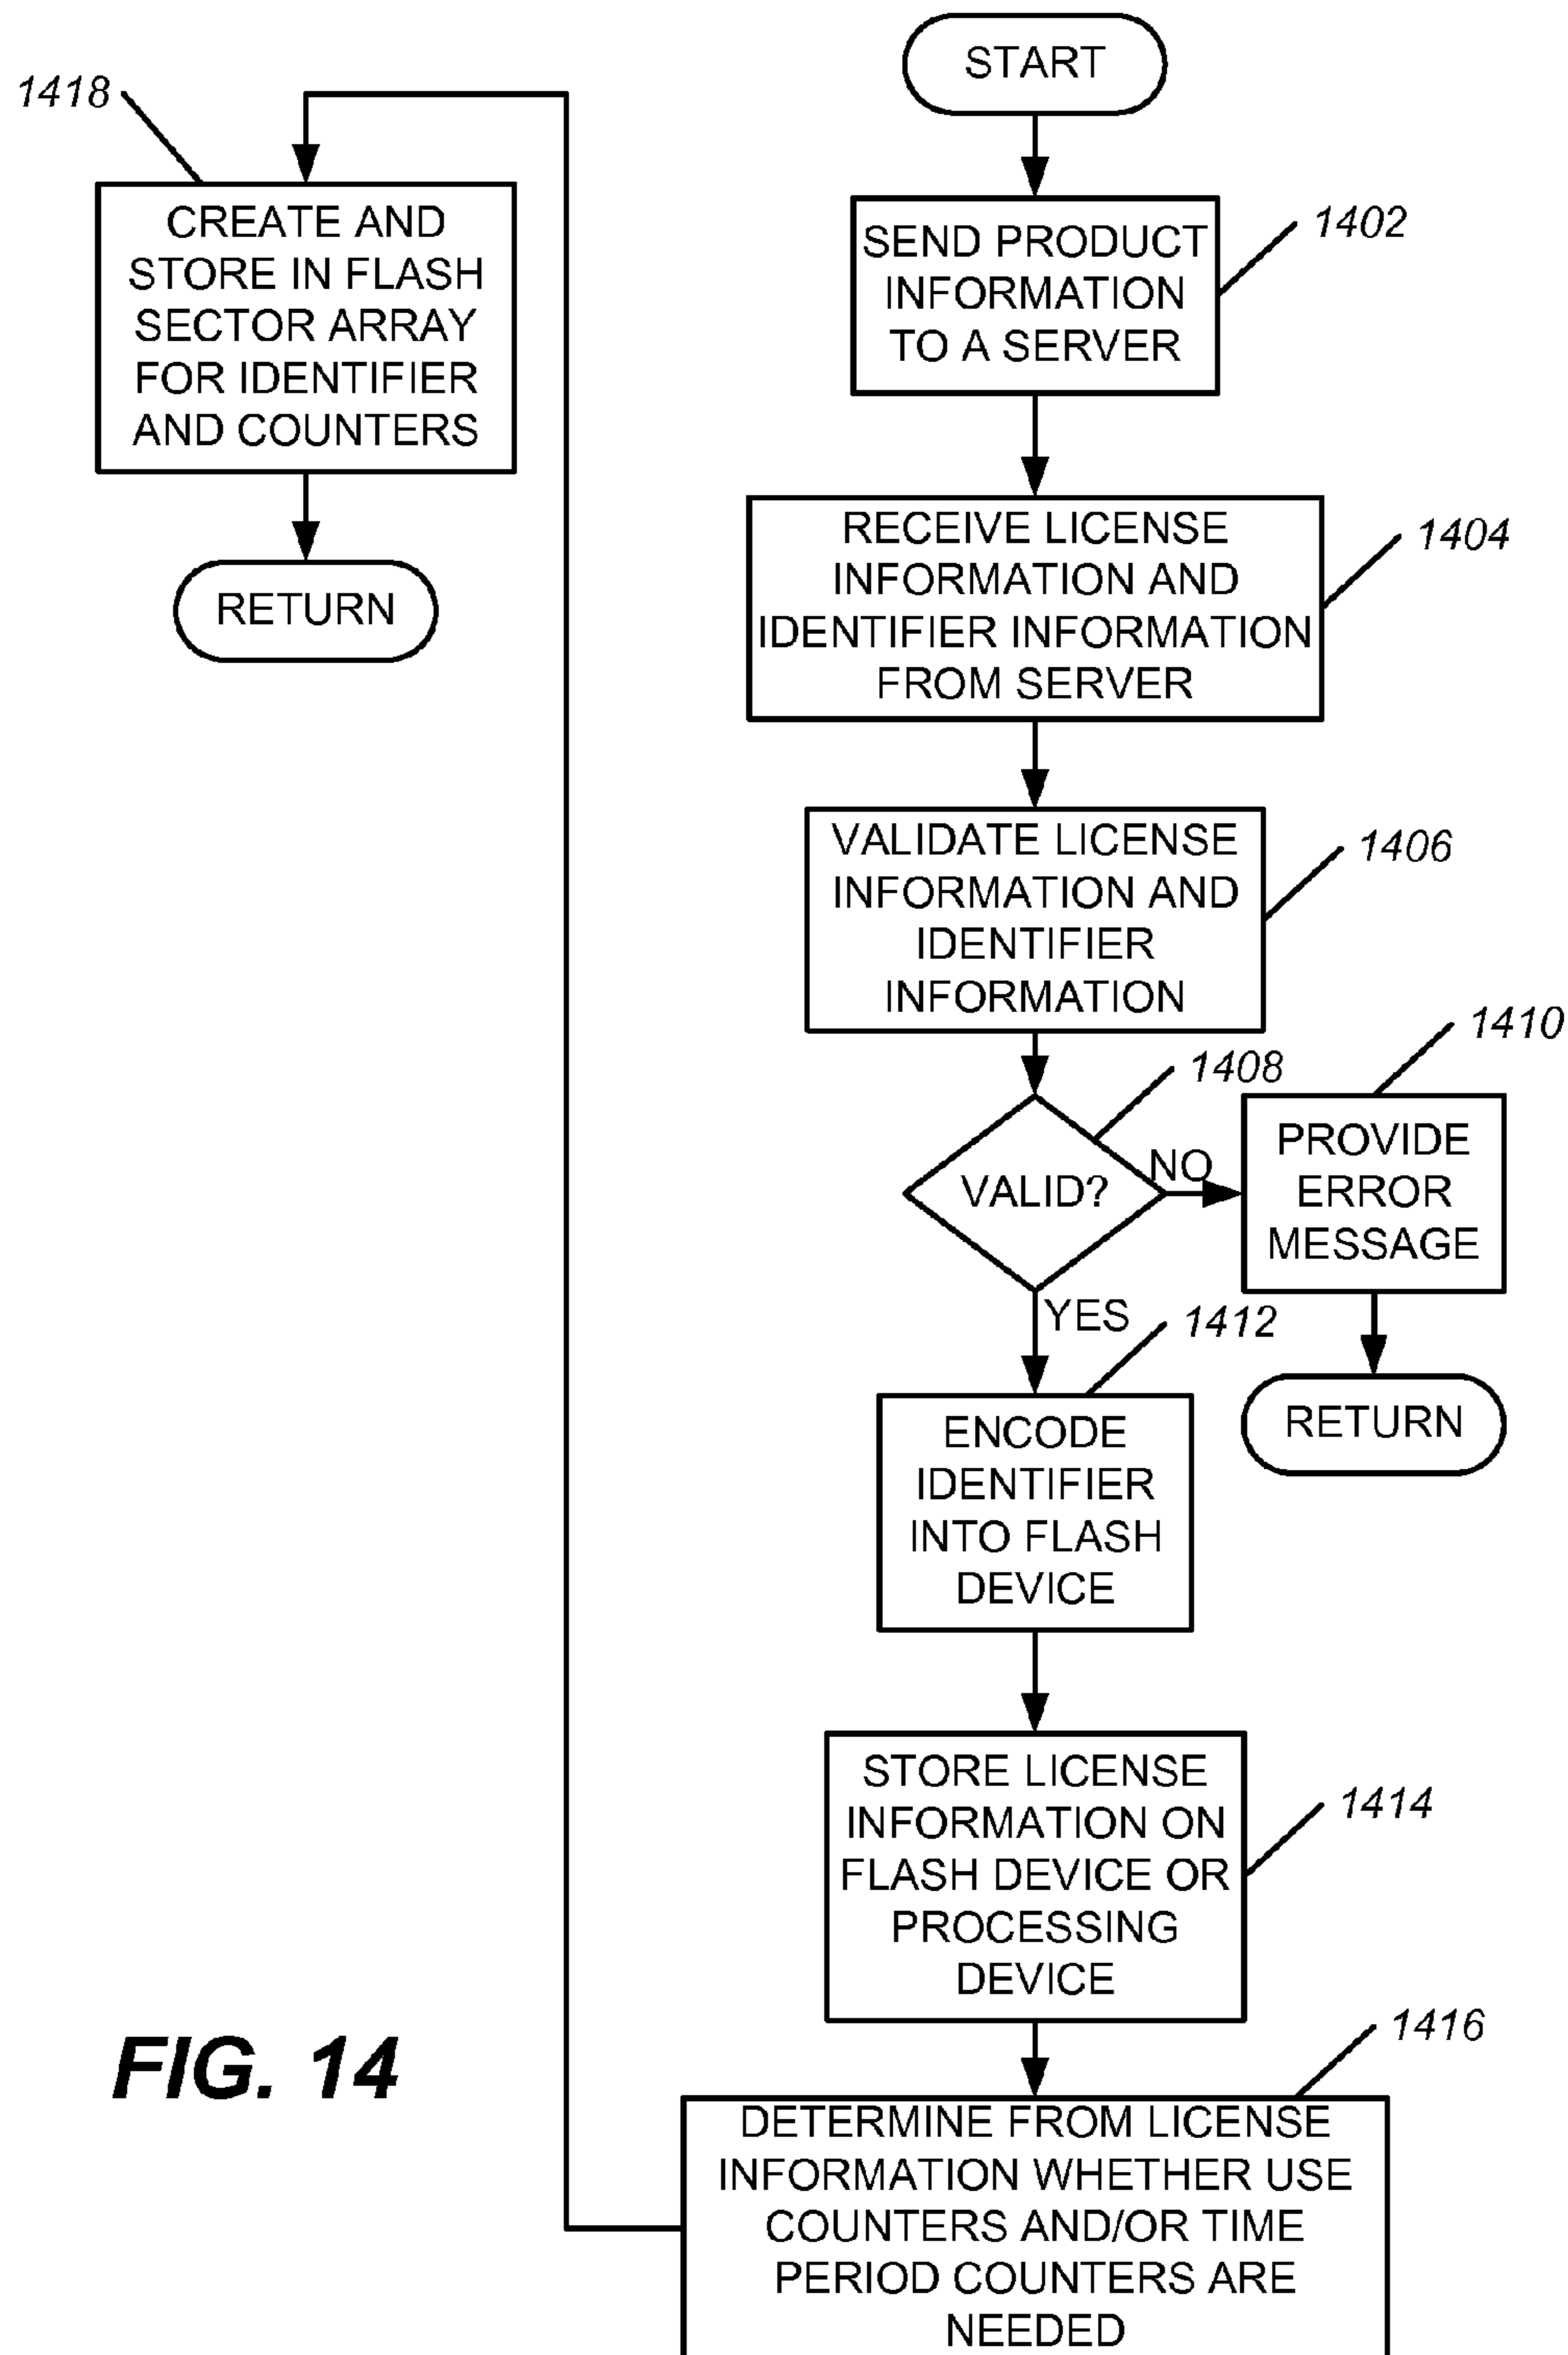 START
1402
SEND PRODUCT
INFORMATION
TO A SERVER
1404
RECEIVE LICENSE
INFORMATION AND
IDENTIFIER INFORMATION
FROM SERVER
1406
VALIDATE LICENSE
INFORMATION AND
IDENTIFIER
INFORMATION
1408
VALID?
NO
1410
PROVIDE
ERROR
MESSAGE
RETURN
YES
1412
ENCODE
IDENTIFIER
INTO FLASH
DEVICE
1414
STORE LICENSE
INFORMATION ON
FLASH DEVICE OR
PROCESSING
DEVICE
1416
DETERMINE FROM LICENSE
INFORMATION WHETHER USE
COUNTERS AND/OR TIME
PERIOD COUNTERS ARE
NEEDED
1418
CREATE AND
STORE IN FLASH
SECTOR ARRAY
FOR IDENTIFIER
AND COUNTERS
RETURN
FIG. 14